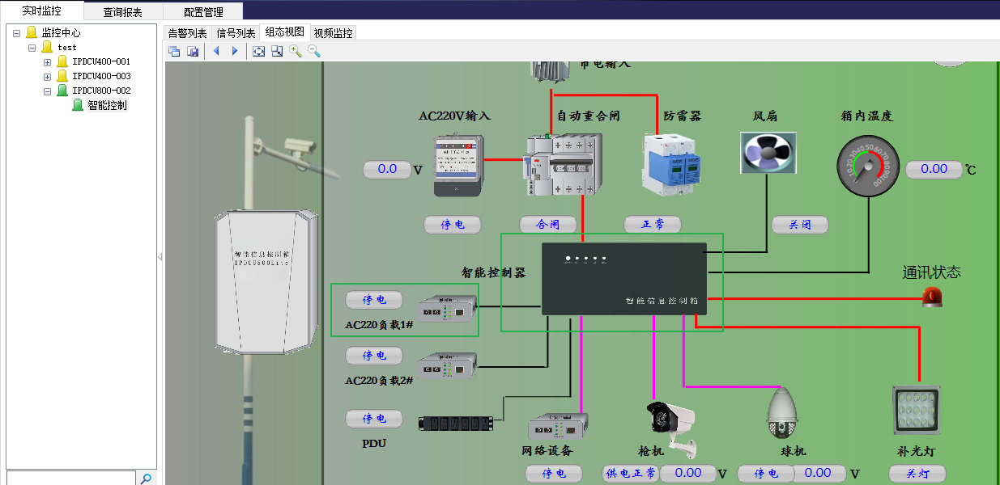 实时监控
查询报表
配置管理
监控中心
test
IPDCU400-001
IPDCU400-003
IPDCU800-002
智能控制
告警列表
信号列表
组态视图
视频监控
市电输入
AC220V输入
自动重合闸
防雷器
风扇
箱内温度
0.0 V
0.00 ℃
停电
合闸
正常
关闭
智能信息控制箱
IPDCU800Lite
智能控制器
智能信息控制箱
通讯状态
停电
AC220负载1#
停电
AC220负载2#
停电
PDU
网络设备
枪机
球机
补光灯
停电
供电正常
0.00 V
停电
0.00 V
关灯